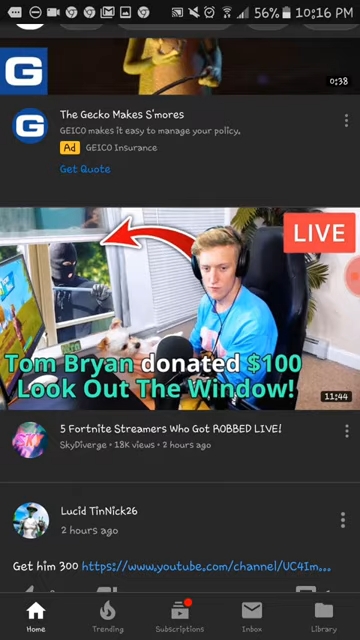 56% 10:16 PM
G
0:38
G
The Gecko Makes S'mores
GEICO makes it easy to manage your policy.
Ad GEICO Insurance
Get Quote
LIVE
Tom Bryan donated $100
Look Out The Window!
11:44
5 Fortnite Streamers Who Got ROBBED LIVE!
SkyDiverge • 18K views • 2 hours ago
Lucid TinNick26
2 hours ago
Get him 300 https://www.youtube.com/channel/UC4Im...
Home Trending Subscriptions Inbox Library